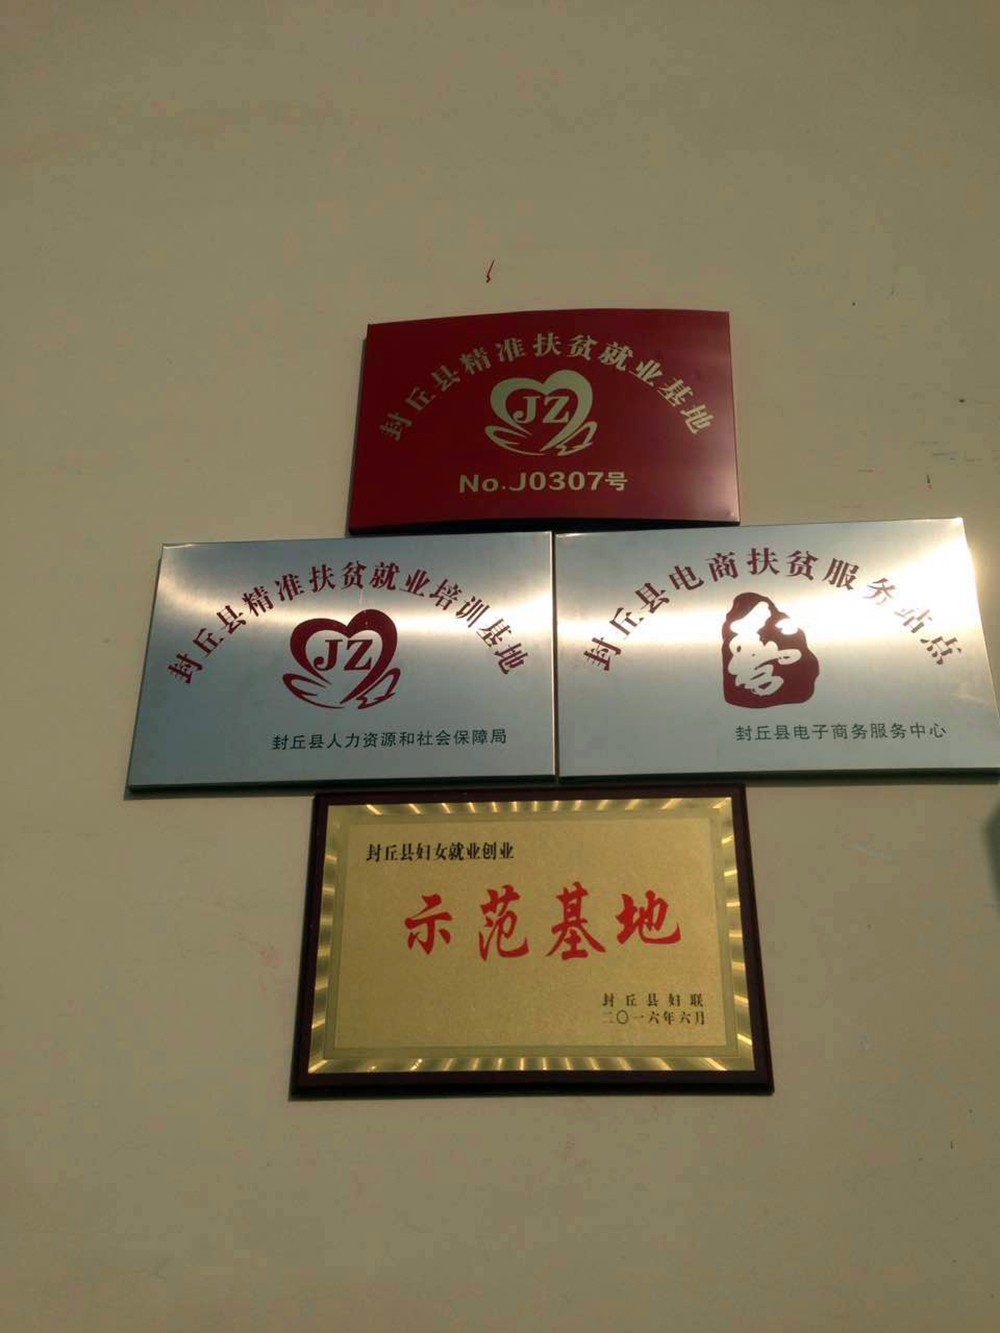 封丘县精准扶贫就业基地
JZ
No.J0307号
封丘县精准扶贫就业培训基地
JZ
封丘县人力资源和社会保障局
封丘县电商扶贫服务站点
封丘县电子商务服务中心
封丘县妇女就业创业
示范基地
封丘县妇联
二〇一六年六月